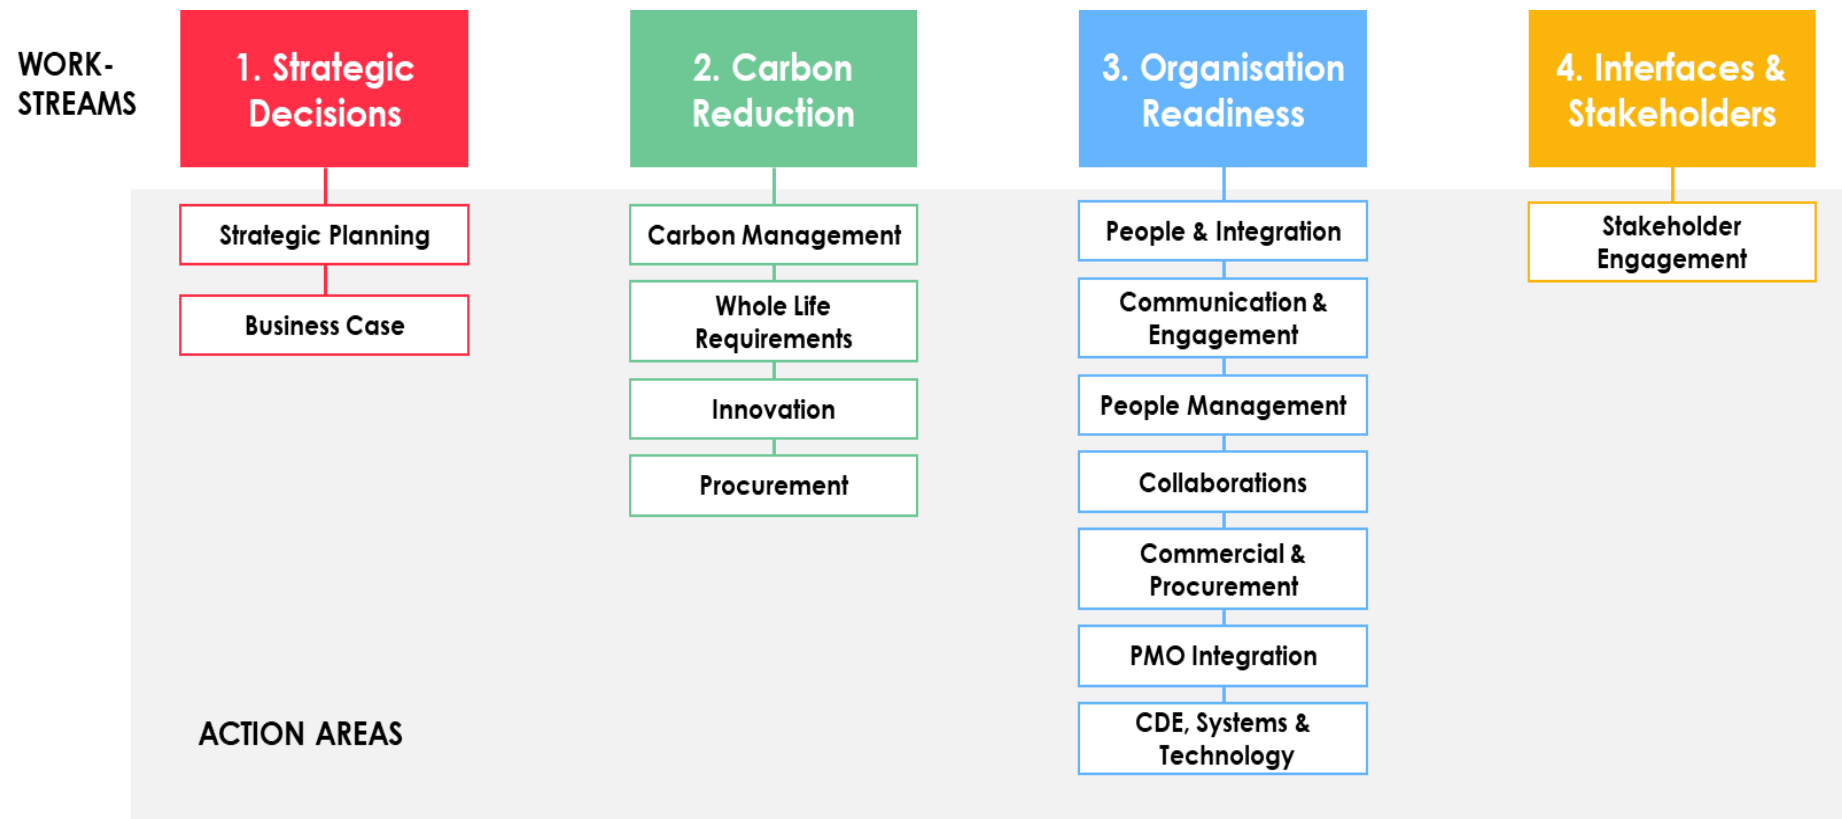 WORK-
STREAMS
1. Strategic
Decisions
2. Carbon
Reduction
3. Organisation
Readiness
4. Interfaces &
Stakeholders
Strategic Planning
Business Case
Carbon Management
Whole Life
Requirements
Innovation
Procurement
People & Integration
Communication &
Engagement
People Management
Collaborations
Commercial &
Procurement
PMO Integration
CDE, Systems &
Technology
Stakeholder
Engagement
ACTION AREAS